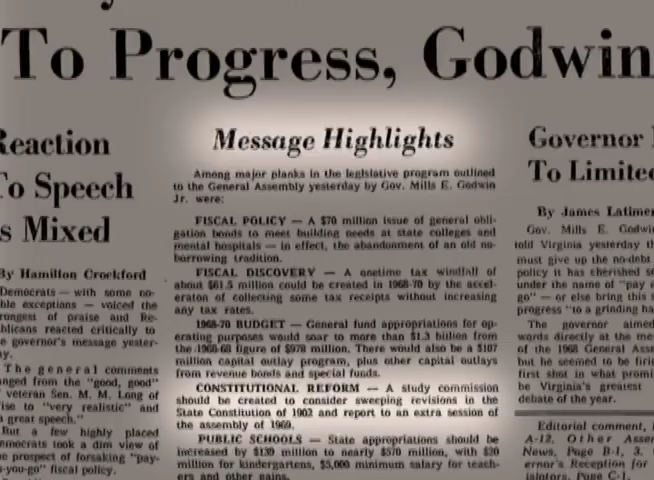 To Progress, Godwin
Reaction
To Speech
s Mixed
By Hamilton Crockford
Democrats — with some no-
ble exceptions — voiced the
rongest of praise and Re-
blicans reacted critically to
e governor's message yester-
ay.
The general comments
nged from the "good, good"
veteran Sen. M. M. Long of
ise to "very realistic" and
a great speech."
But a few highly placed
emocrats took a dim view of
he prospect of forsaking "pay-
s-you-go" fiscal policy.
Message Highlights
Among major planks in the legislative program outlined
to the General Assembly yesterday by Gov. Mills E. Godwin
Jr. were:
FISCAL POLICY — A $70 million issue of general obli-
gation bonds to meet building needs at state colleges and
mental hospitals — in effect, the abandonment of an old no-
borrowing tradition.
FISCAL DISCOVERY — A onetime tax windfall of
about $61.5 million could be created in 1968-70 by the accel-
eraton of collecting some tax receipts without increasing
any tax rates.
1968-70 BUDGET — General fund appropriations for op-
erating purposes would soar to more than $1.3 billion from
the 1966-68 figure of $978 million. There would also be a $107
million capital outlay program, plus other capital outlays
from revenue bonds and special funds.
CONSTITUTIONAL REFORM — A study commission
should be created to consider sweeping revisions in the
State Constitution of 1902 and report to an extra session of
the assembly of 1969.
PUBLIC SCHOOLS — State appropriations should be
increased by $139 million to nearly $570 million, with $20
million for kindergartens, $5,000 minimum salary for teach-
ers and other gains.
Governor
To Limited
By James Latimer
Gov. Mills E. Godwin
told Virginia yesterday th
must give up the no-debt
policy it has cherished so
under the name of "pay a
go" — or else bring this s
progress "to a grinding ha
The governor aimed
words directly at the me
of the 1968 General Asse
but he seemed to be firin
first shot in what promi
be Virginia's greatest
debate of the year.
Editorial comment,
A-12, Other Assem
News, Page B-1, 3.
ernor's Reception for
islators, Page C-1.